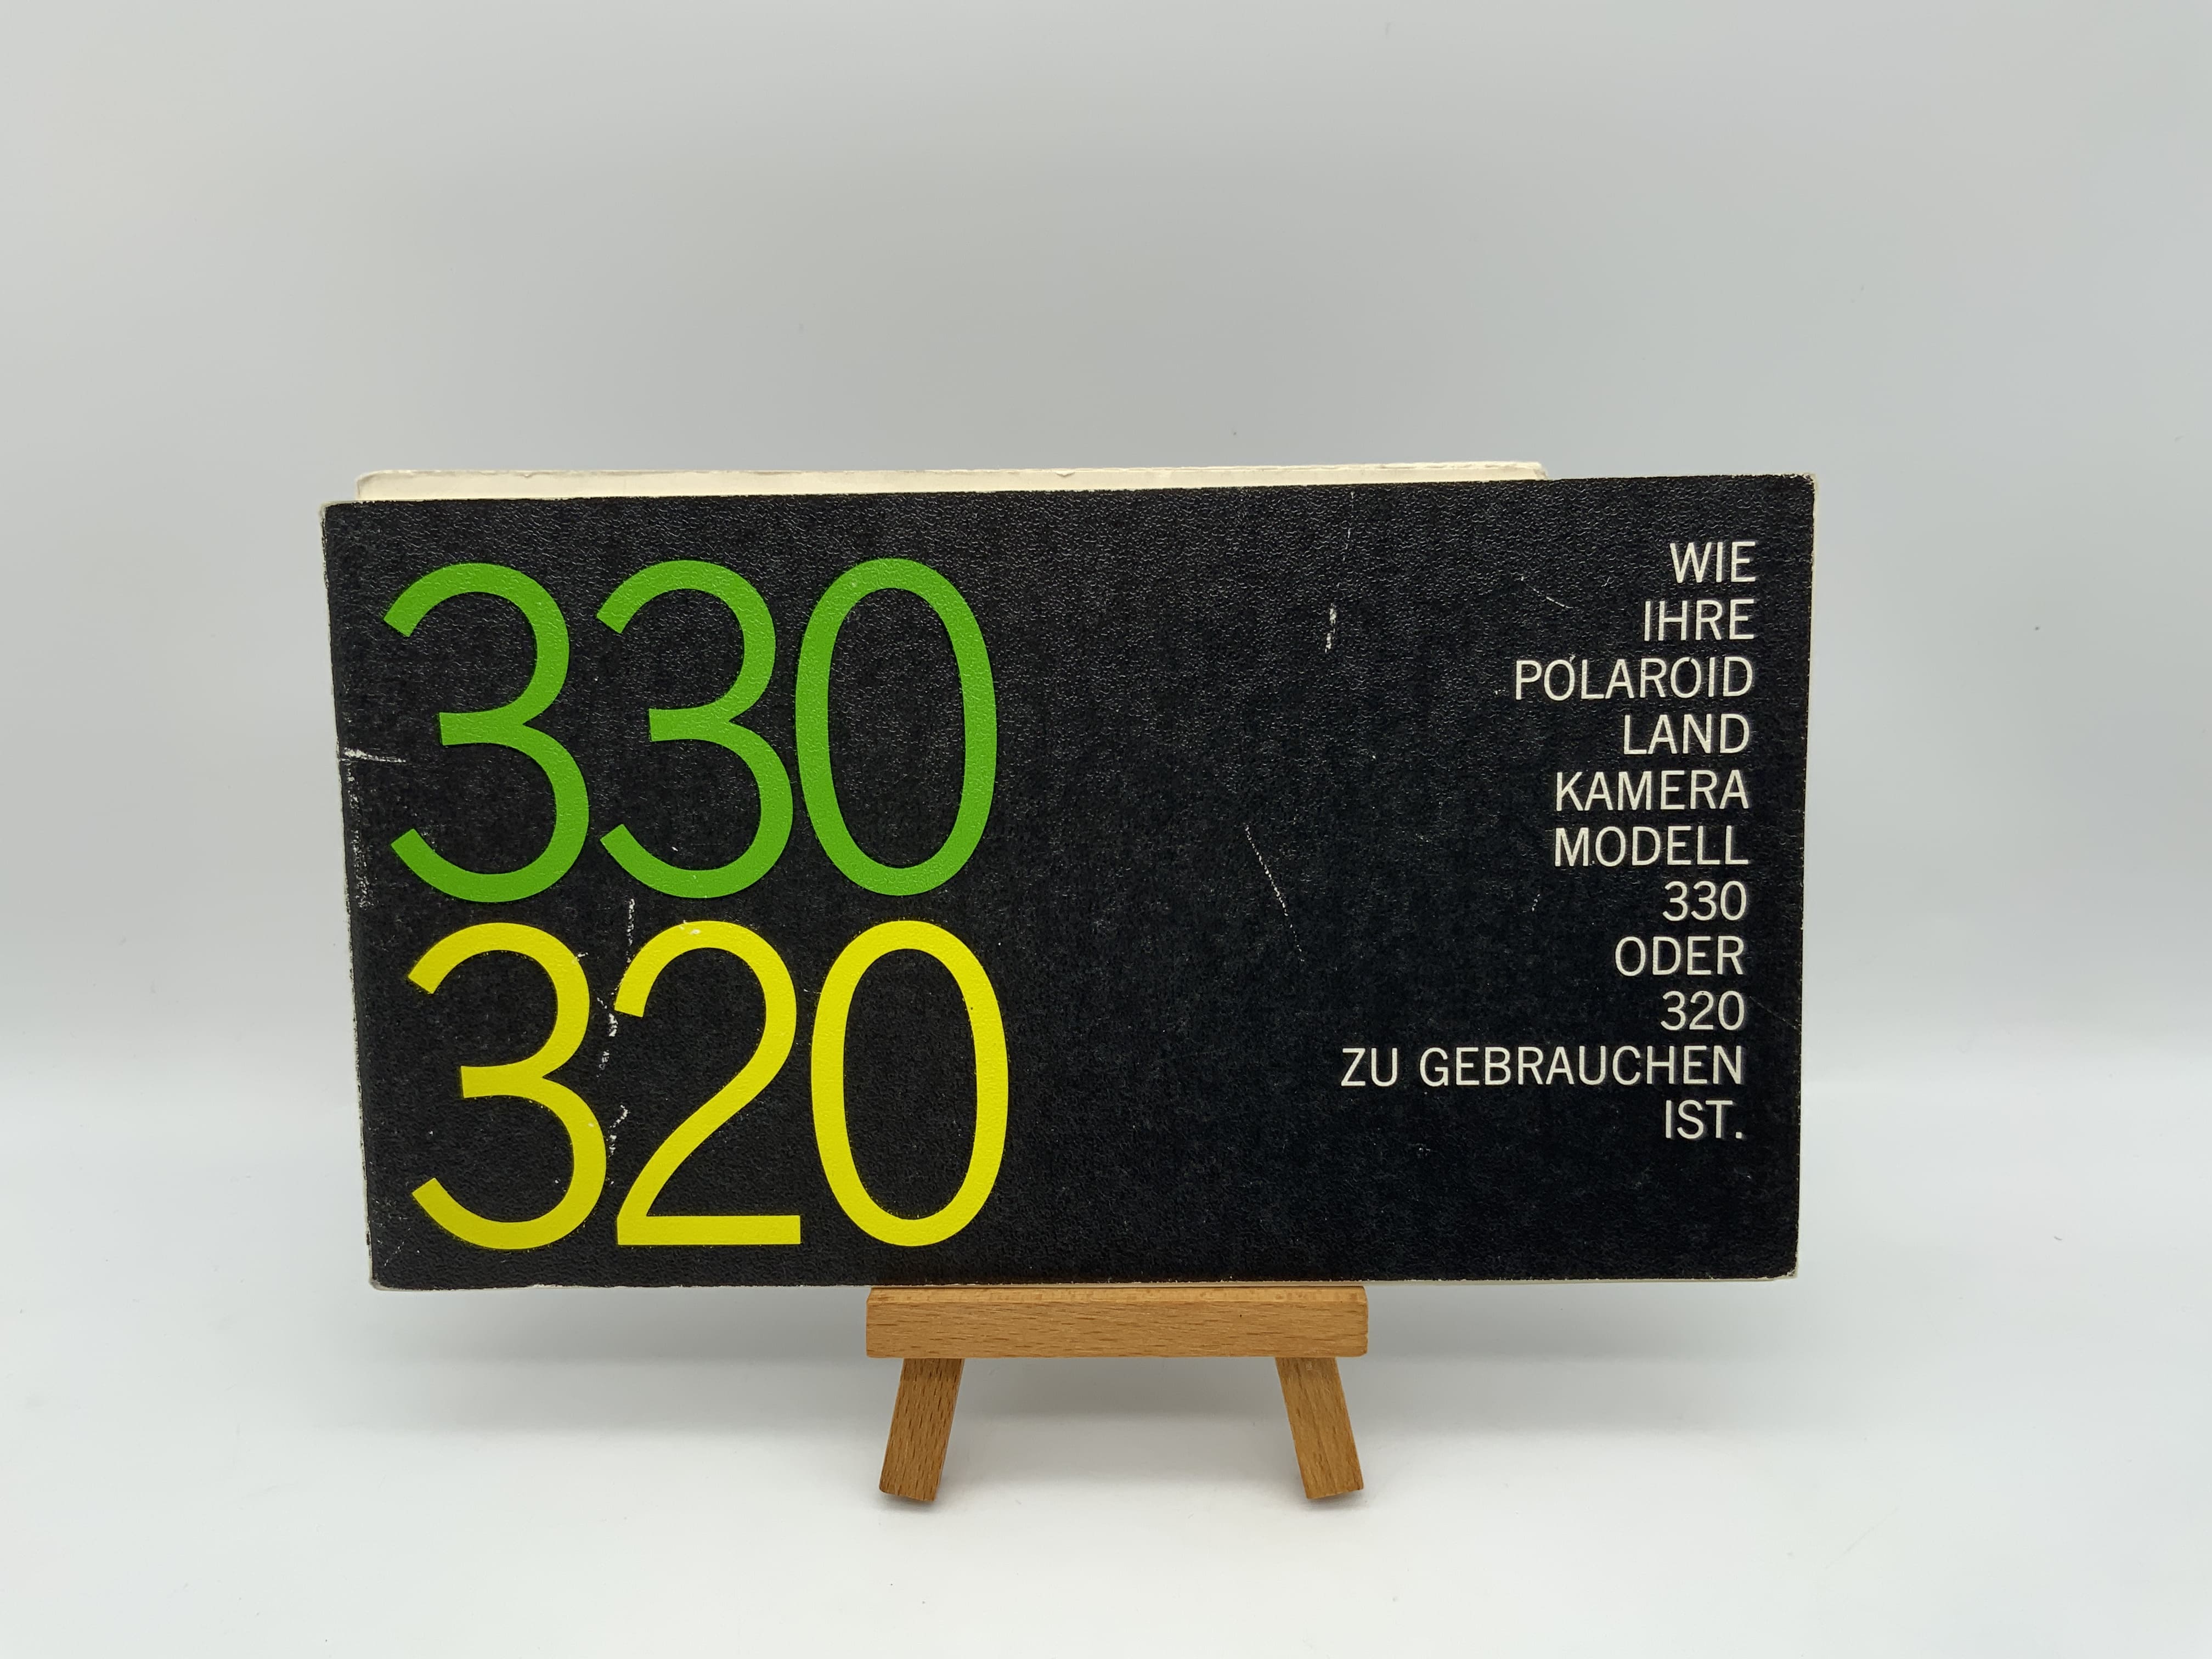 330
320
WIE
IHRE
POLAROID
LAND
KAMERA
MODELL
330
ODER
320
ZU GEBRAUCHEN
IST.